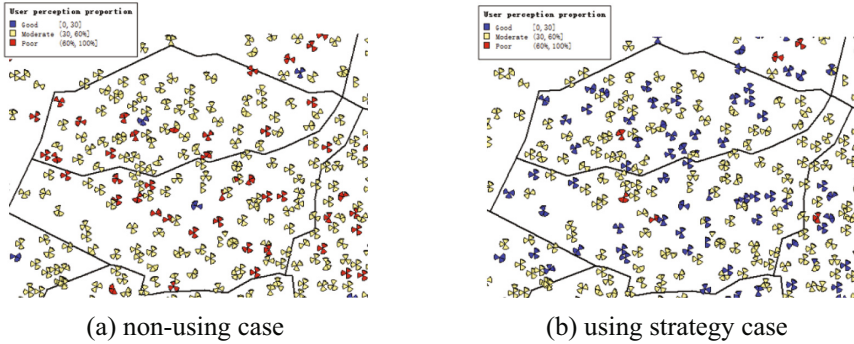 User perception proportion
Good [0, 30]
Moderate (30, 60%]
Poor (60%, 100%]
User perception proportion
Good [0, 30]
Moderate (30, 60%]
Poor (60%, 100%]
(a) non-using case
(b) using strategy case